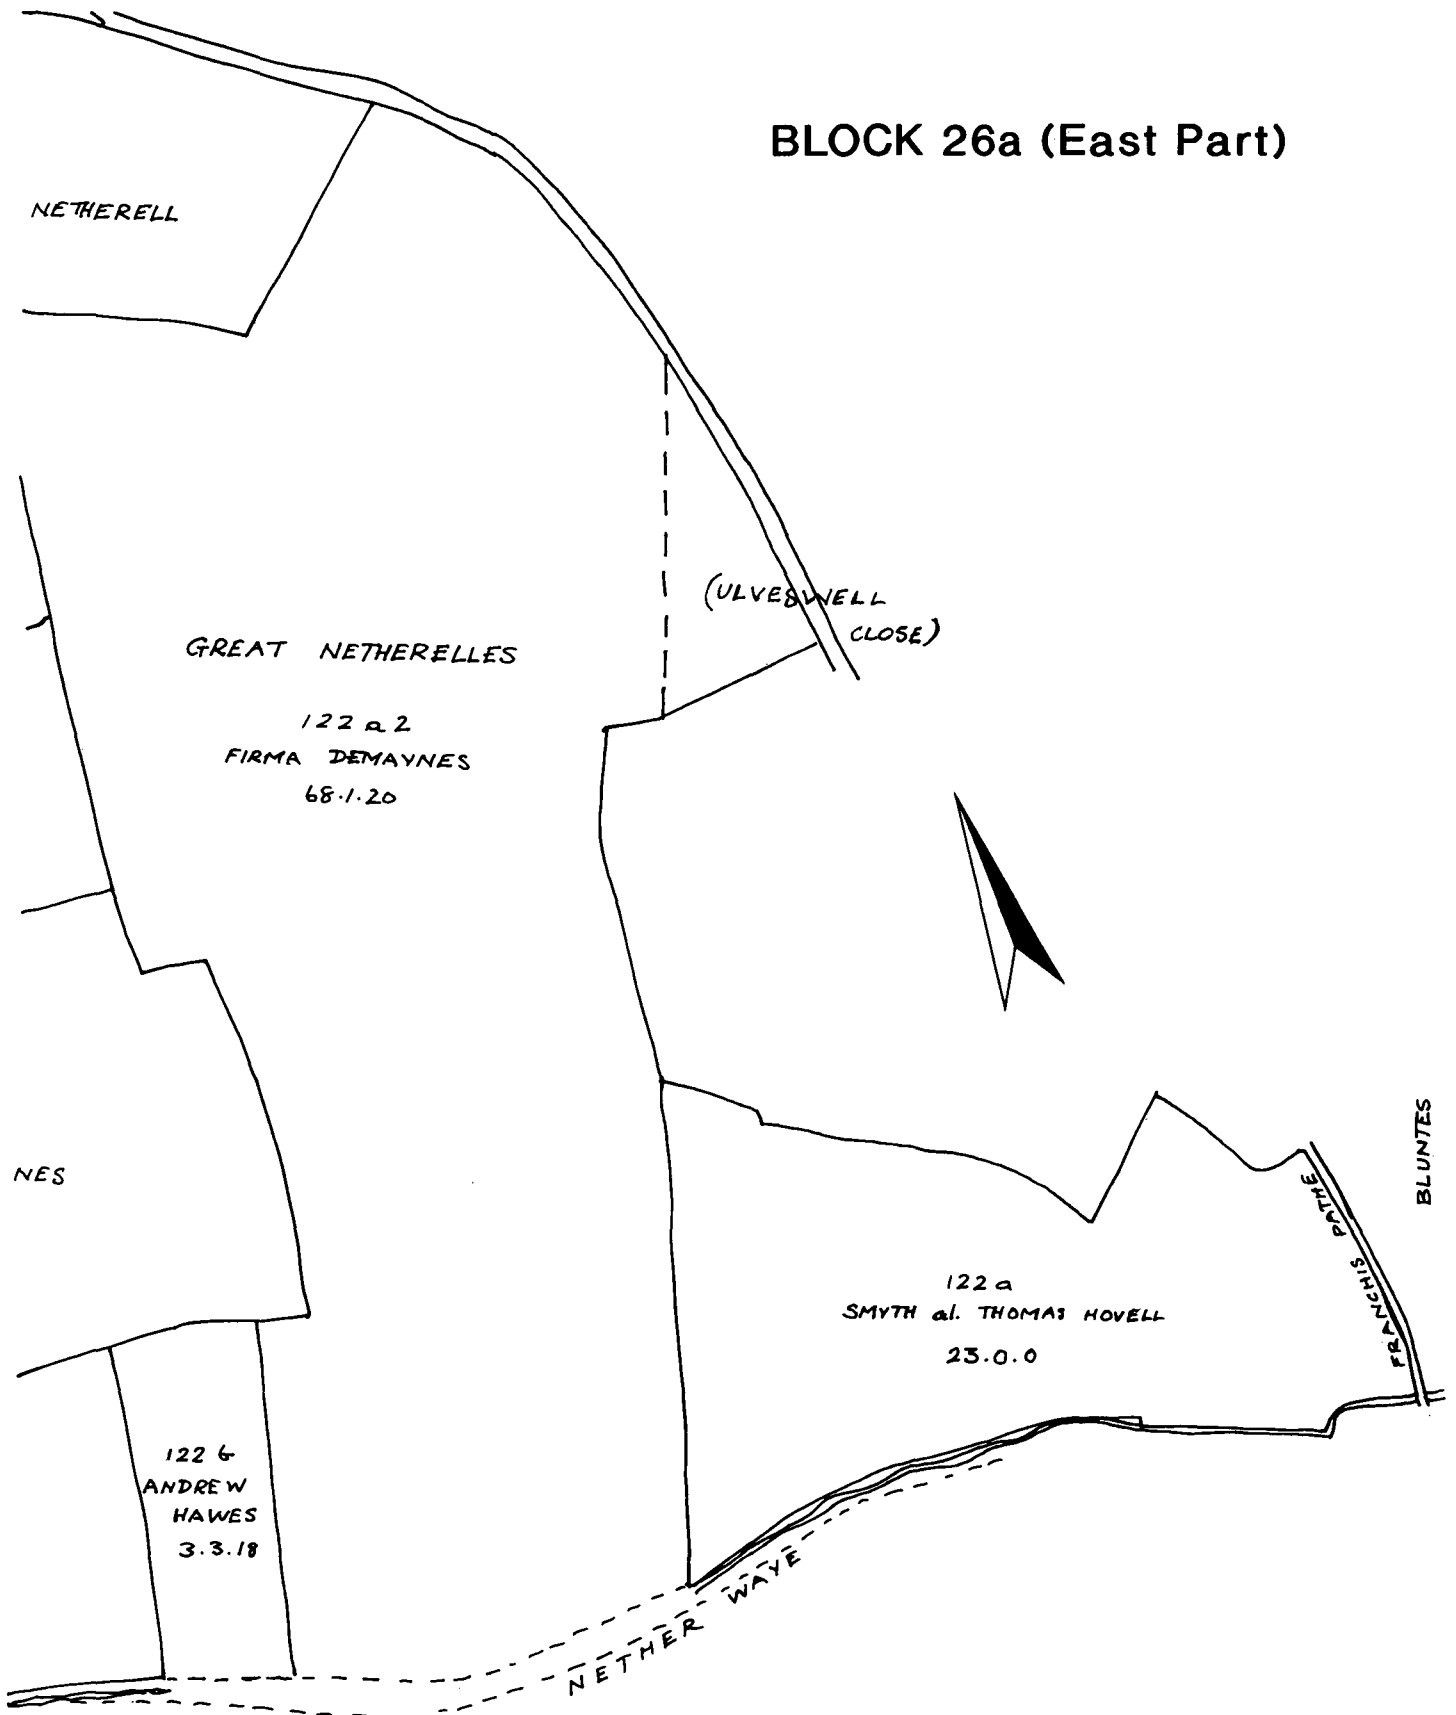 BLOCK 26a (East Part)
NETHERELL
(ULVESWELL
CLOSE)
GREAT NETHERELLES
122 a 2
FIRMA DEMAYNES
68.1.20
BLUNTES
NES
FRANCHIS PATHE
122 a
SMYTH al. THOMAS HOVELL
23.0.0
122 b
ANDREW
HAWES
3.3.18
NETHER WAYE